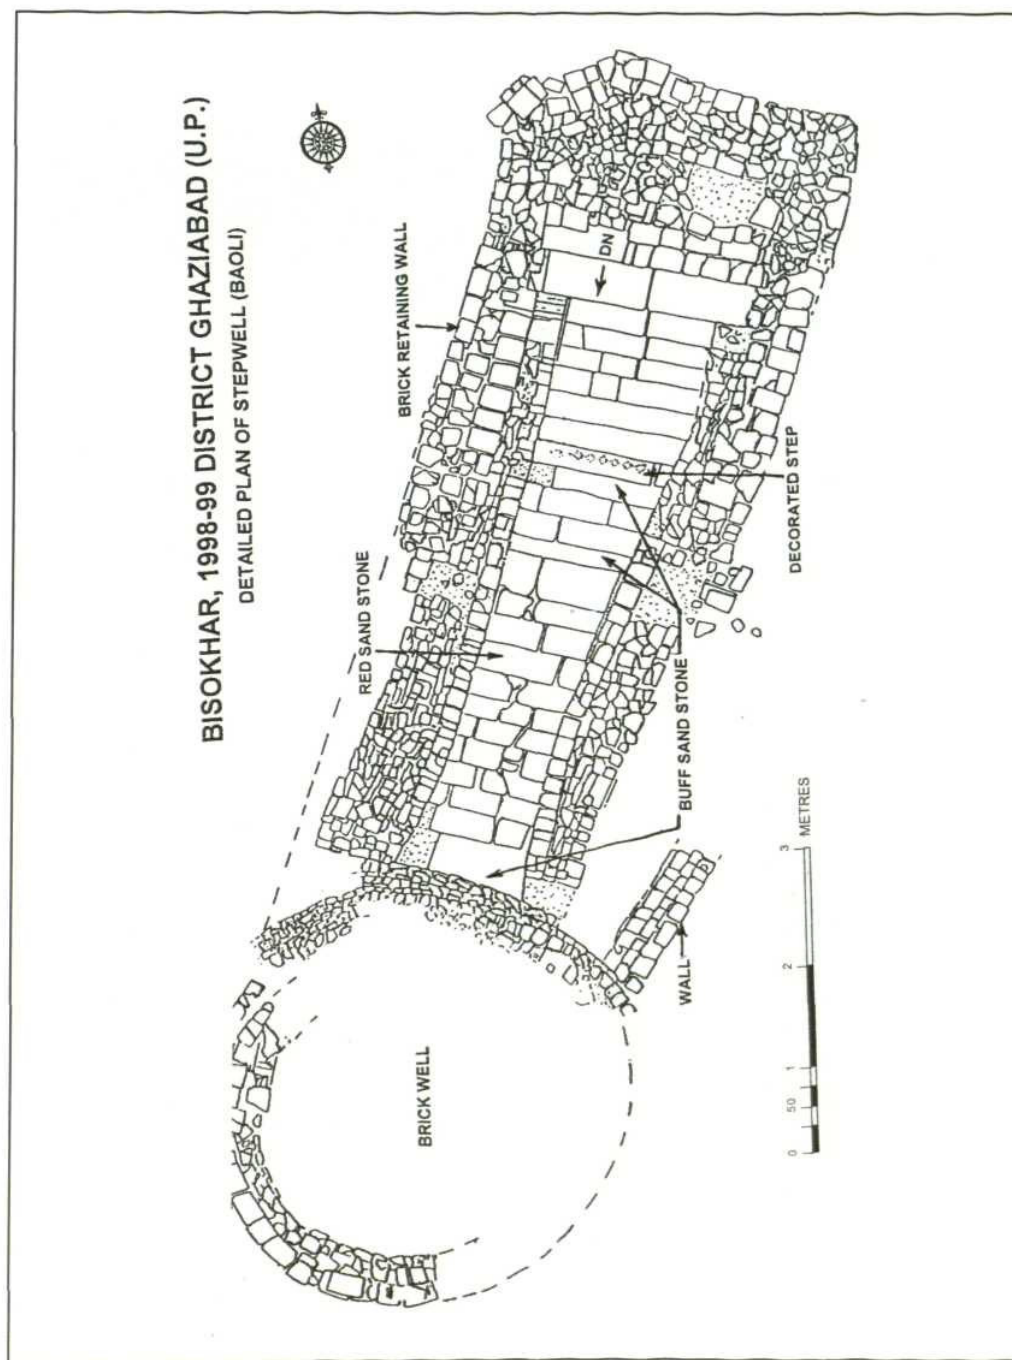 BISOKHAR, 1998-99 DISTRICT GHAZIABAD (U.P.)
DETAILED PLAN OF STEPWELL (BAOLI)
BRICK RETAINING WALL
DN
RED SAND STONE
DECORATED STEP
BUFF SAND STONE
WALL
BRICK WELL
0 50 1 2 3
METRES